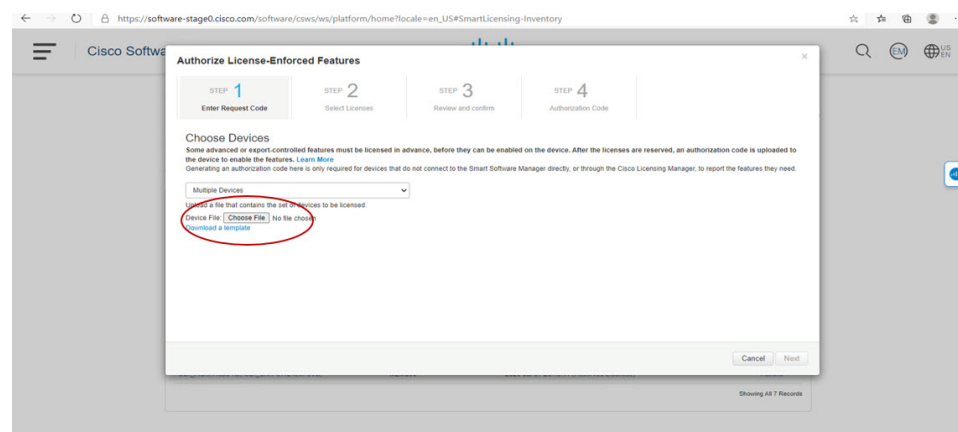 https://software-stage0.cisco.com/software/csws/ws/platform/home?locale=en_US#SmartLicensing-Inventory
Cisco Softwa
EM
US
EN
Authorize License-Enforced Features
×
STEP 1
Enter Request Code
STEP 2
Select Licenses
STEP 3
Review and confirm
STEP 4
Authorization Code
Choose Devices
Some advanced or export-controlled features must be licensed in advance, before they can be enabled on the device. After the licenses are reserved, an authorization code is uploaded to
the device to enable the features. Learn More
Generating an authorization code here is only required for devices that do not connect to the Smart Software Manager directly, or through the Cisco Licensing Manager, to report the features they need.
Multiple Devices
Upload a file that contains the set of devices to be licensed.
Device File: Choose File No file chosen
Download a template
Cancel Next
Showing All 7 Records